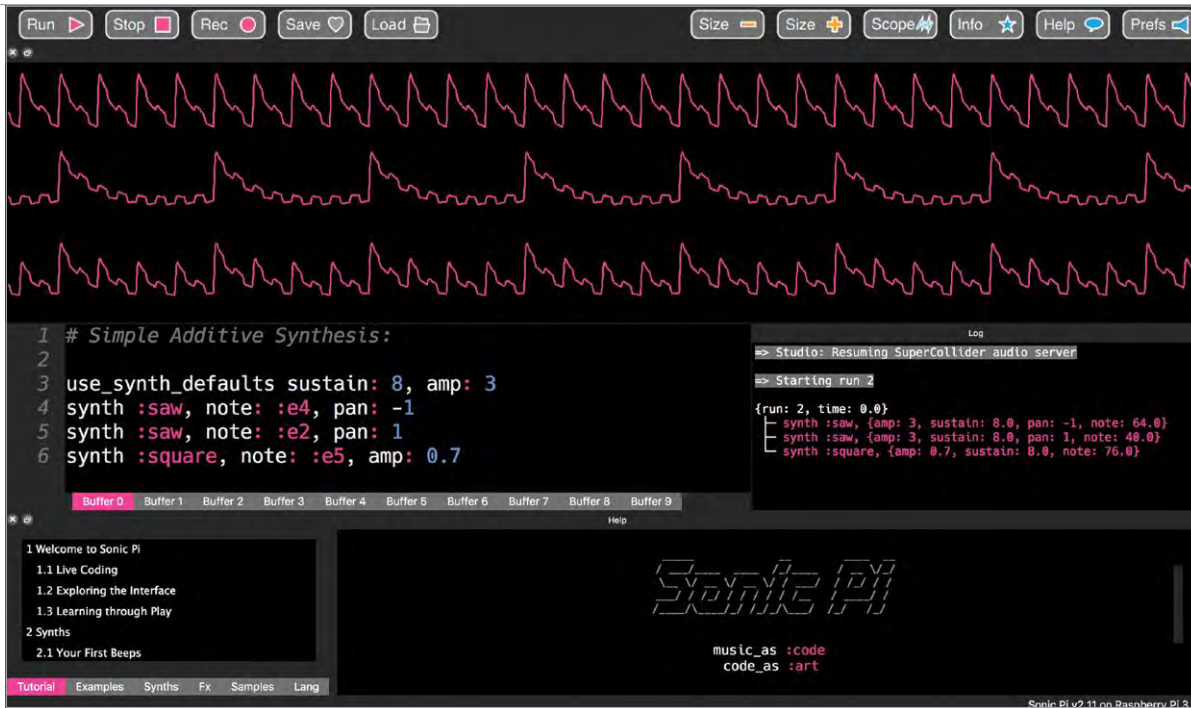 Run Stop Rec Save Load Size Size Scope Info Help Prefs
1 # Simple Additive Synthesis:
2
3 use_synth_defaults sustain: 8, amp: 3
4 synth :saw, note: :e4, pan: -1
5 synth :saw, note: :e2, pan: 1
6 synth :square, note: :e5, amp: 0.7
Buffer 0 Buffer 1 Buffer 2 Buffer 3 Buffer 4 Buffer 5 Buffer 6 Buffer 7 Buffer 8 Buffer 9
Log
=> Studio: Resuming SuperCollider audio server
=> Starting run 2
{run: 2, time: 0.0}
synth :saw, {amp: 3, sustain: 8.0, pan: -1, note: 64.0}
synth :saw, {amp: 3, sustain: 8.0, pan: 1, note: 40.0}
synth :square, {amp: 0.7, sustain: 8.0, note: 76.0}
Help
1 Welcome to Sonic Pi
1.1 Live Coding
1.2 Exploring the Interface
1.3 Learning through Play
2 Synths
2.1 Your First Beeps
Tutorial Examples Synths Fx Samples Lang
Sonic Pi
music_as :code
code_as :art
Sonic Pi v2.11 on Raspberry Pi 3